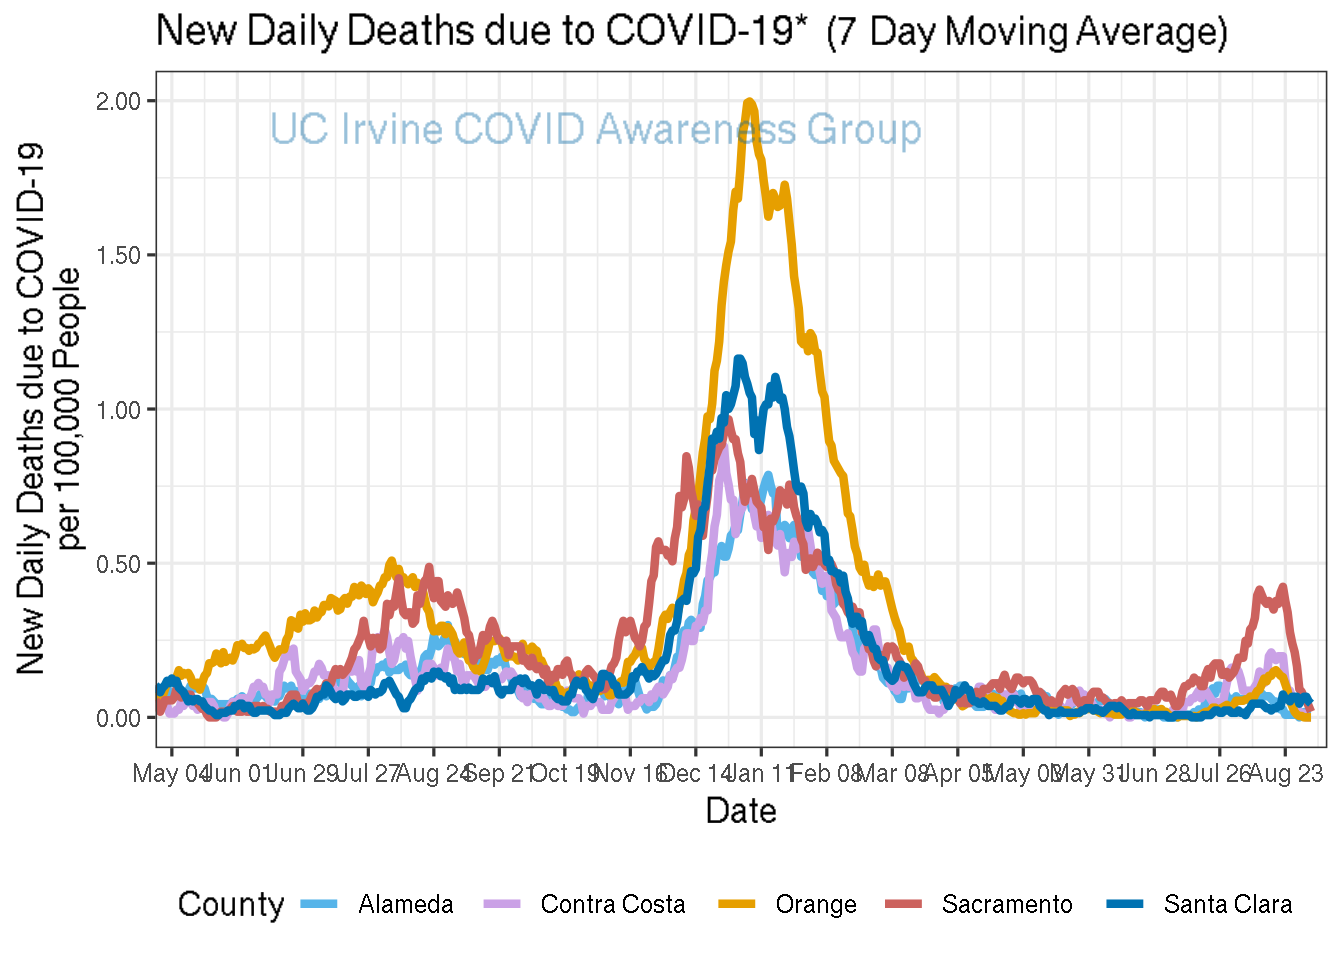 New Daily Deaths due to COVID-19* (7 Day Moving Average)
UC Irvine COVID Awareness Group
New Daily Deaths due to COVID-19
per 100,000 People
2.00
1.50
1.00
0.50
0.00
May 04 Jun 01 Jun 29 Jul 27 Aug 24 Sep 21 Oct 19 Nov 16 Dec 14 Jan 11 Feb 08 Mar 08 Apr 05 May 03 May 31 Jun 28 Jul 26 Aug 23
Date
County Alameda Contra Costa Orange Sacramento Santa Clara